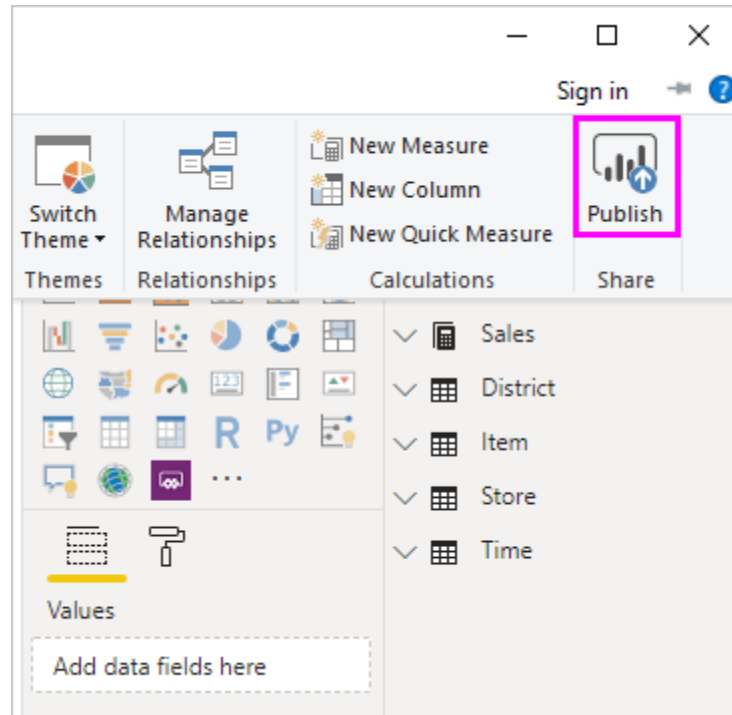 Sign in
?
New Measure
New Column
New Quick Measure
Switch
Theme
Manage
Relationships
Publish
Themes
Relationships
Calculations
Share
123
R
Py
...
Sales
District
Item
Store
Time
Values
Add data fields here